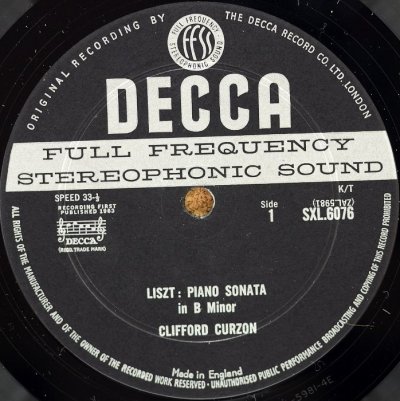 ORIGINAL RECORDING BY THE DECCA RECORD CO. LTD. LONDON
FULL FREQUENCY
ffss
STEREOPHONIC SOUND
DECCA
FULL FREQUENCY
STEREOPHONIC SOUND
SPEED 33-⅓
K/T
RECORDING FIRST
PUBLISHED 1963
Side
1
(ZAL.5981)
SXL.6076
DECCA
(REGD. TRADE MARK)
LISZT: PIANO SONATA
in B Minor
CLIFFORD CURZON
Made in England
ALL RIGHTS OF THE MANUFACTURER AND OF THE OWNER OF THE RECORDED WORK RESERVED · UNAUTHORISED PUBLIC PERFORMANCE BROADCASTING AND COPYING OF THIS RECORD PROHIBITED
5981-4E